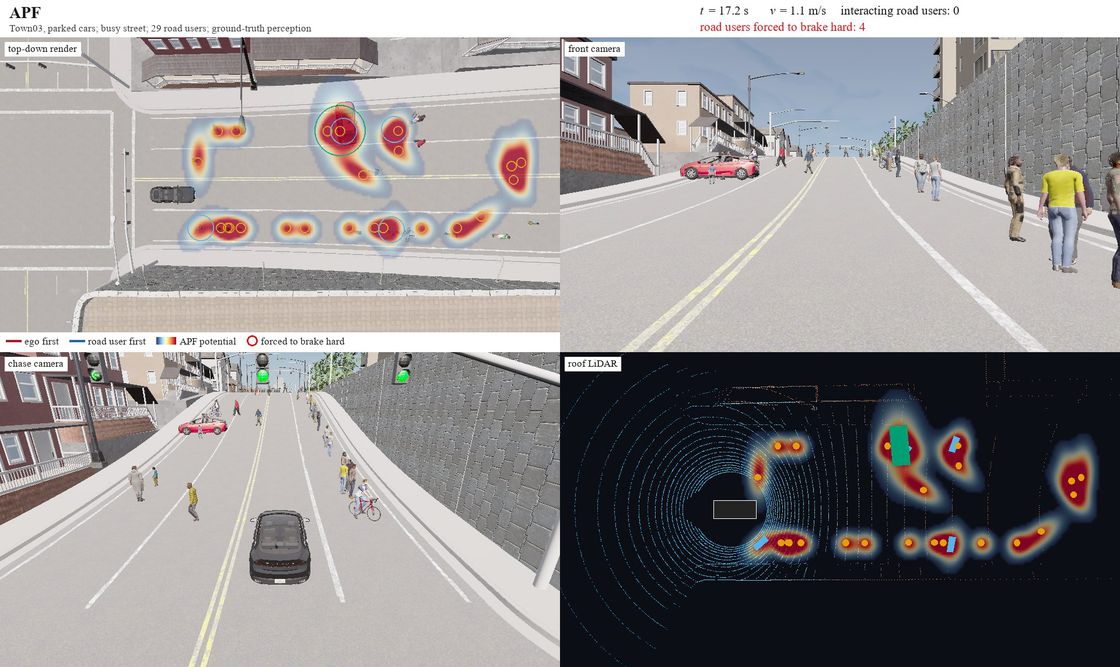 APF
Town03, parked cars; busy street; 29 road users; ground-truth perception
t = 17.2 s v = 1.1 m/s interacting road users: 0
road users forced to brake hard: 4
top-down render
front camera
ego first road user first APF potential forced to brake hard
chase camera
roof LiDAR